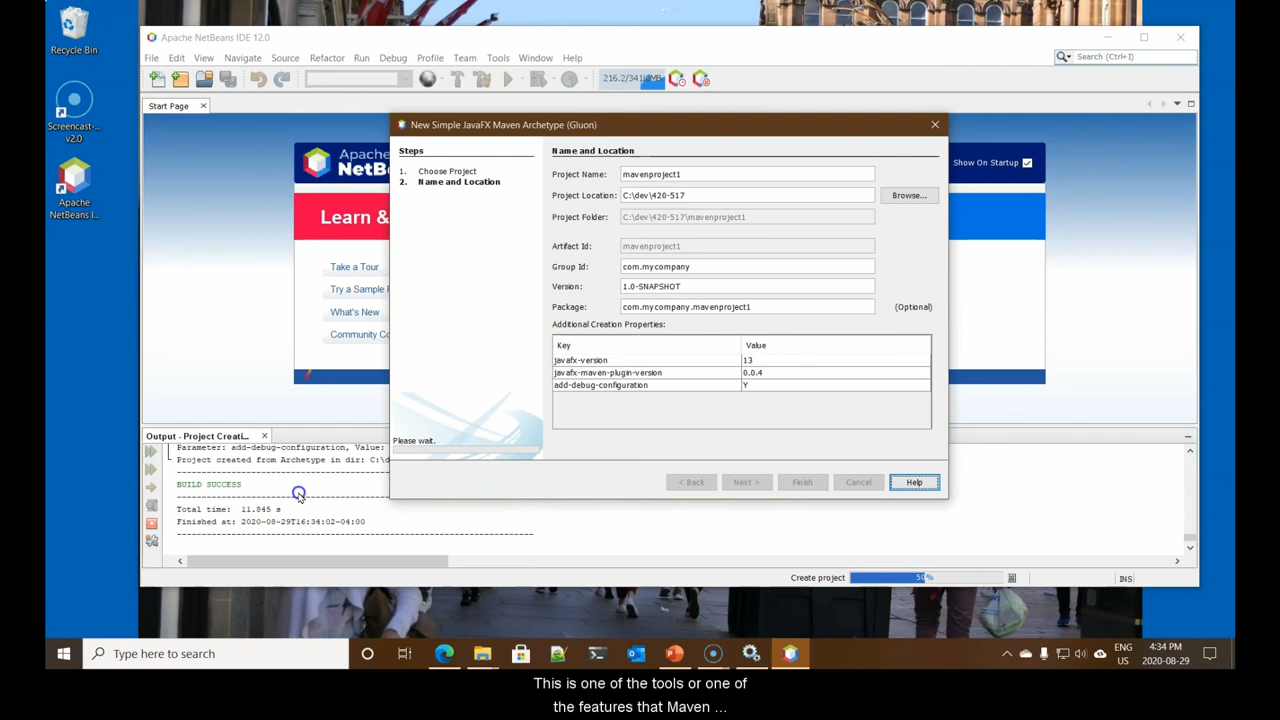 Recycle Bin
Screencast-...
v2.0
Apache
NetBeans I...
Apache NetBeans IDE 12.0
File Edit View Navigate Source Refactor Run Debug Profile Team Tools Window Help
Search (Ctrl+I)
216.2/341.0MB
Start Page
Apache
NetBe
Show On Startup
Learn &
Take a Tour
Try a Sample P
What's New
Community Co
New Simple JavaFX Maven Archetype (Gluon)
Steps
1. Choose Project
2. Name and Location
Please wait.
Name and Location
Project Name: mavenproject1
Project Location: C:\dev\420-517 Browse...
Project Folder: C:\dev\420-517\mavenproject1
Artifact Id: mavenproject1
Group Id: com.mycompany
Version: 1.0-SNAPSHOT
Package: com.mycompany.mavenproject1 (Optional)
Additional Creation Properties:
Key Value
javafx-version 13
javafx-maven-plugin-version 0.0.4
add-debug-configuration Y
< Back Next > Finish Cancel Help
Output - Project Creati...
Parameter: add-debug-configuration, Value:
Project created from Archetype in dir: C:\d
------------------------------------------------------------------------
BUILD SUCCESS
------------------------------------------------------------------------
Total time: 11.845 s
Finished at: 2020-08-29T16:34:02-04:00
------------------------------------------------------------------------
Create project 50%
INS
Type here to search
ENG
US
4:34 PM
2020-08-29
This is one of the tools or one of
the features that Maven ...